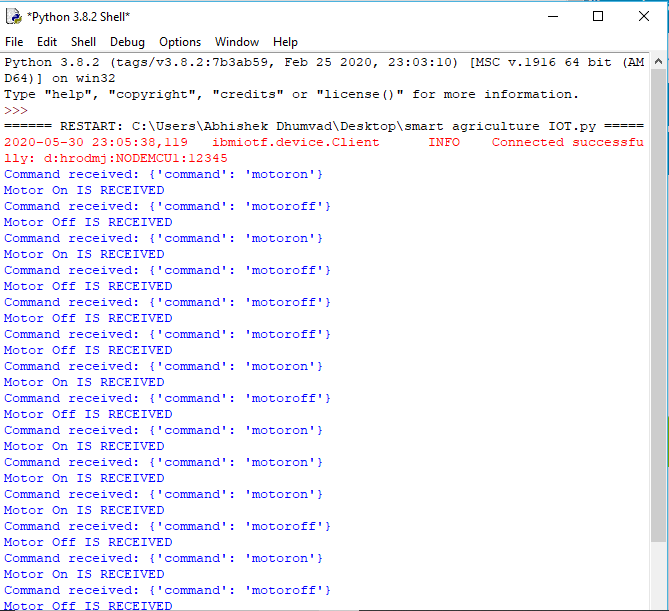 *Python 3.8.2 Shell*
File Edit Shell Debug Options Window Help
Python 3.8.2 (tags/v3.8.2:7b3ab59, Feb 25 2020, 23:03:10) [MSC v.1916 64 bit (AM
D64)] on win32
Type "help", "copyright", "credits" or "license()" for more information.
>>>
====== RESTART: C:\Users\Abhishek Dhumvad\Desktop\smart agriculture IOT.py =====
2020-05-30 23:05:38,119   ibmiotf.device.Client      INFO    Connected successfu
lly: d:hrodmj:NODEMCU1:12345
Command received: {'command': 'motoron'}
Motor On IS RECEIVED
Command received: {'command': 'motoroff'}
Motor Off IS RECEIVED
Command received: {'command': 'motoron'}
Motor On IS RECEIVED
Command received: {'command': 'motoroff'}
Motor Off IS RECEIVED
Command received: {'command': 'motoroff'}
Motor Off IS RECEIVED
Command received: {'command': 'motoroff'}
Motor Off IS RECEIVED
Command received: {'command': 'motoron'}
Motor On IS RECEIVED
Command received: {'command': 'motoroff'}
Motor Off IS RECEIVED
Command received: {'command': 'motoron'}
Motor On IS RECEIVED
Command received: {'command': 'motoron'}
Motor On IS RECEIVED
Command received: {'command': 'motoron'}
Motor On IS RECEIVED
Command received: {'command': 'motoroff'}
Motor Off IS RECEIVED
Command received: {'command': 'motoron'}
Motor On IS RECEIVED
Command received: {'command': 'motoroff'}
Motor Off IS RECEIVED